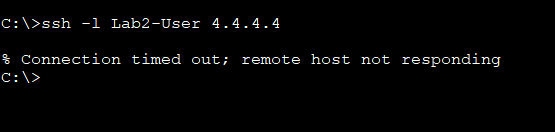 C:\>ssh -l Lab2-User 4.4.4.4
% Connection timed out; remote host not responding
C:\>